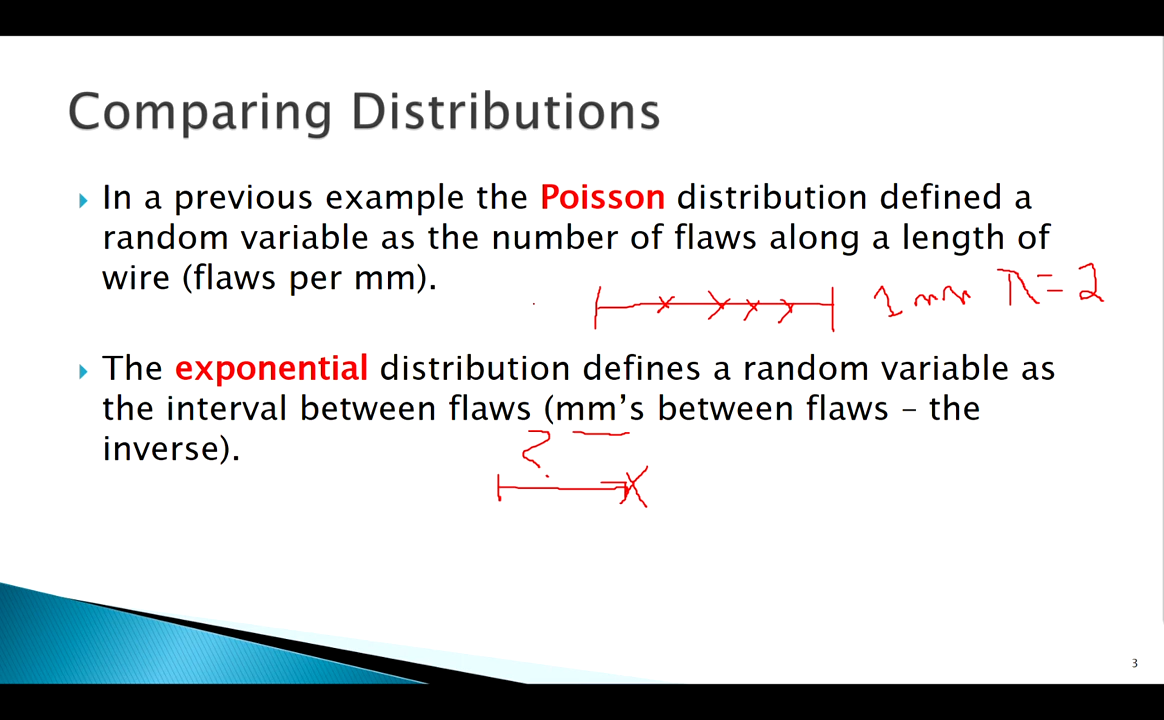 Comparing Distributions
In a previous example the Poisson distribution defined a
random variable as the number of flaws along a length of
wire (flaws per mm).
1 mm π = 2
The exponential distribution defines a random variable as
the interval between flaws (mm’s between flaws – the
inverse).
?
3